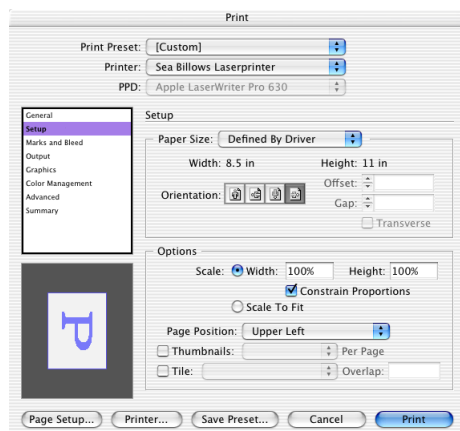 Print
Print Preset: [Custom]
Printer: Sea Billows Laserprinter
PPD: Apple LaserWriter Pro 630
General
Setup
Marks and Bleed
Output
Graphics
Color Management
Advanced
Summary
Setup
Paper Size: Defined By Driver
Width: 8.5 in Height: 11 in
Orientation: Offset:
Gap:
Transverse
Options
Scale: Width: 100% Height: 100%
Constrain Proportions
Scale To Fit
Page Position: Upper Left
Thumbnails: Per Page
Tile: Overlap:
P
Page Setup... Printer... Save Preset... Cancel Print